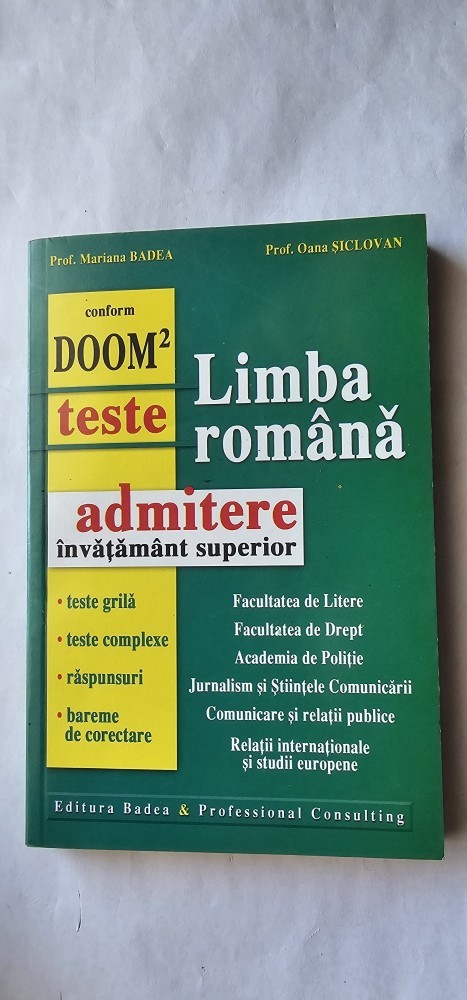 Prof. Mariana BADEA
Prof. Oana ŞICLOVAN
conform
DOOM²
teste
Limba
română
admitere
învăţământ superior
• teste grilă
• teste complexe
• răspunsuri
• bareme
de corectare
Facultatea de Litere
Facultatea de Drept
Academia de Poliţie
Jurnalism şi Ştiinţele Comunicării
Comunicare şi relaţii publice
Relaţii internaţionale
şi studii europene
Editura Badea & Professional Consulting